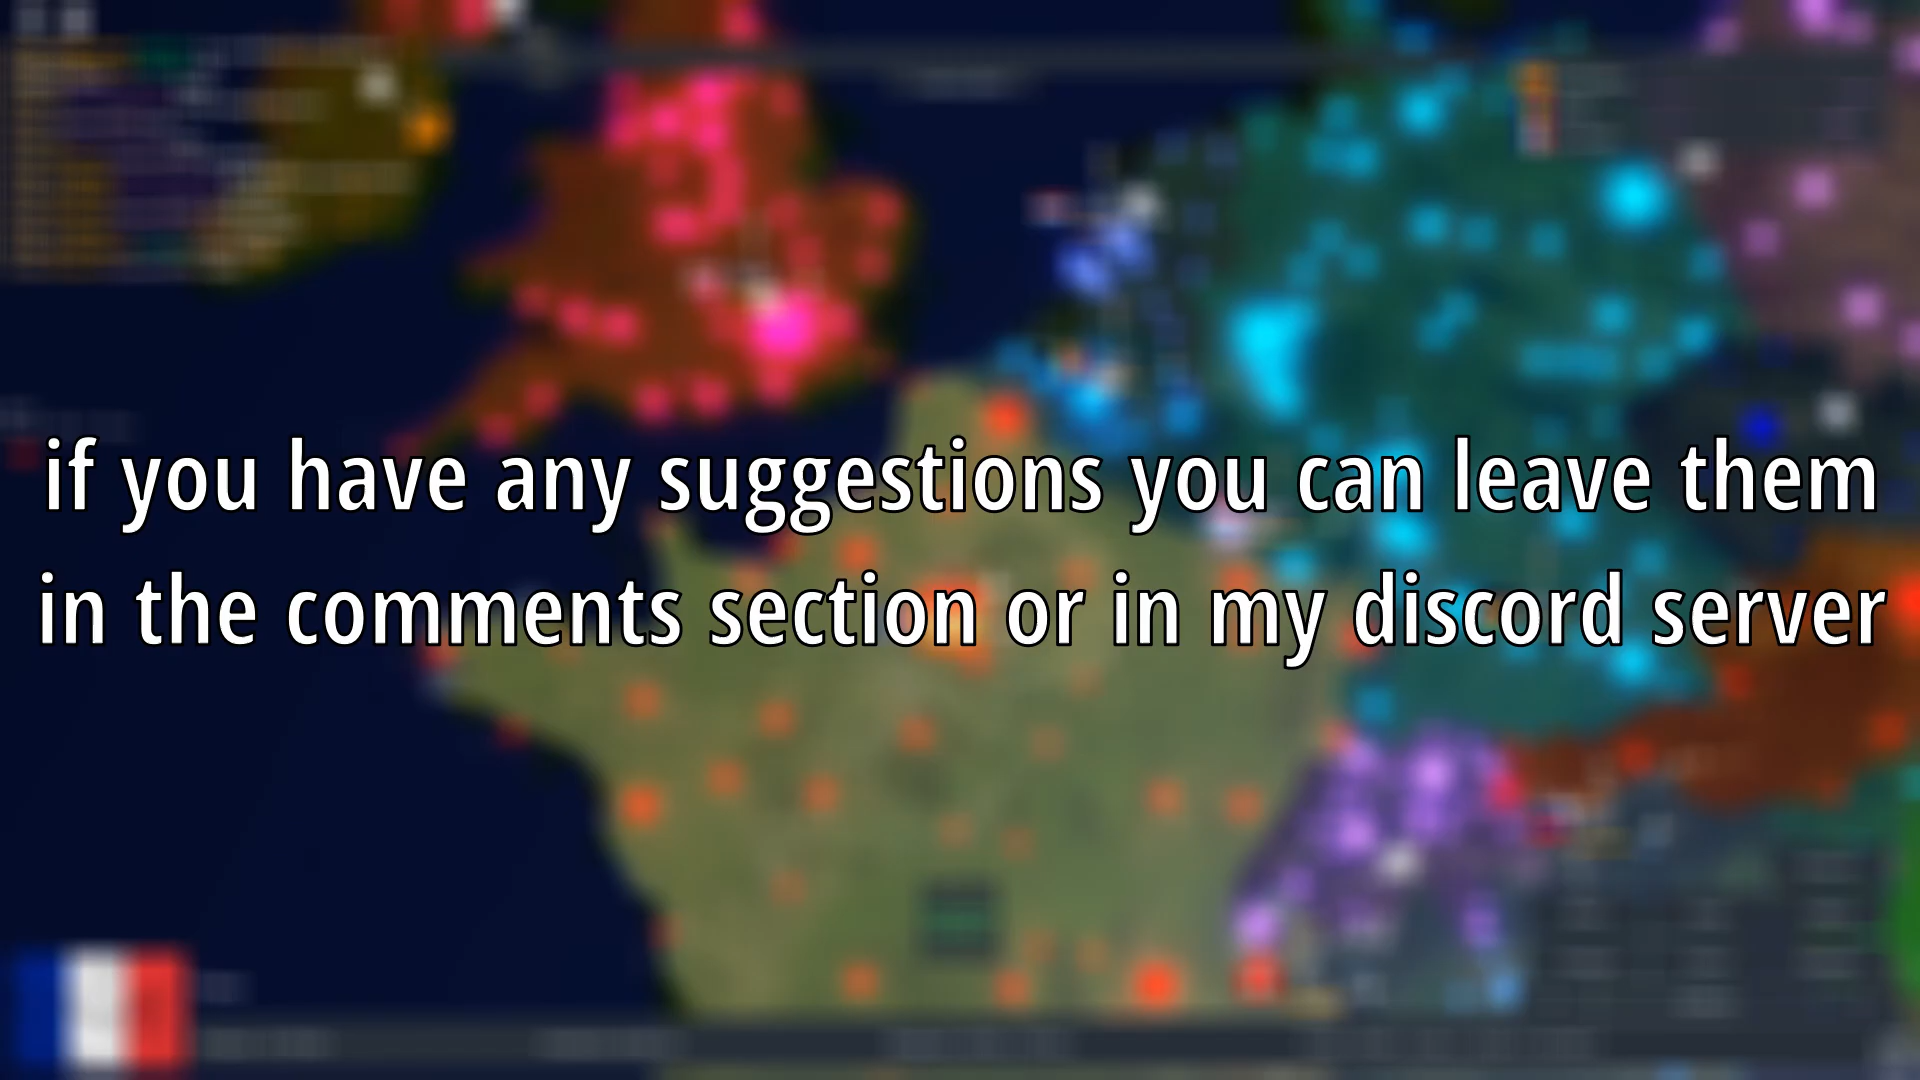 if you have any suggestions you can leave them
in the comments section or in my discord server